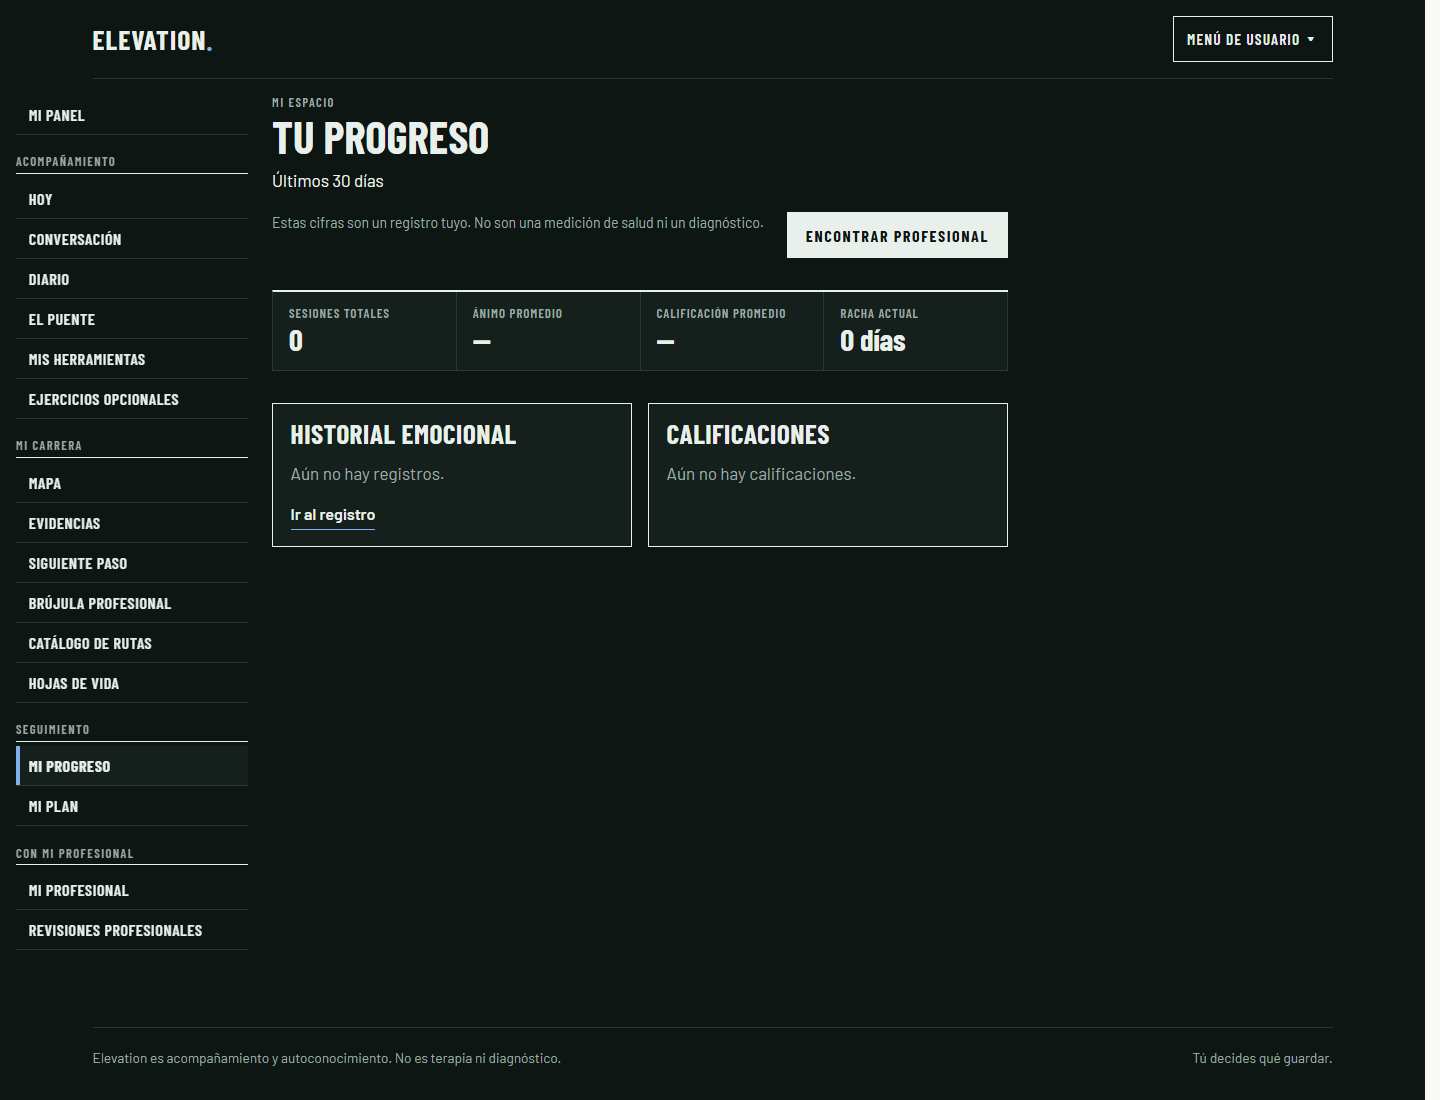 ELEVATION.
MENÚ DE USUARIO
MI PANEL
ACOMPAÑAMIENTO
HOY
CONVERSACIÓN
DIARIO
EL PUENTE
MIS HERRAMIENTAS
EJERCICIOS OPCIONALES
MI CARRERA
MAPA
EVIDENCIAS
SIGUIENTE PASO
BRÚJULA PROFESIONAL
CATÁLOGO DE RUTAS
HOJAS DE VIDA
SEGUIMIENTO
MI PROGRESO
MI PLAN
CON MI PROFESIONAL
MI PROFESIONAL
REVISIONES PROFESIONALES
MI ESPACIO
TU PROGRESO
Últimos 30 días
Estas cifras son un registro tuyo. No son una medición de salud ni un diagnóstico.
ENCONTRAR PROFESIONAL
SESIONES TOTALES
0
ÁNIMO PROMEDIO
—
CALIFICACIÓN PROMEDIO
—
RACHA ACTUAL
0 días
HISTORIAL EMOCIONAL
Aún no hay registros.
Ir al registro
CALIFICACIONES
Aún no hay calificaciones.
Elevation es acompañamiento y autoconocimiento. No es terapia ni diagnóstico.
Tú decides qué guardar.